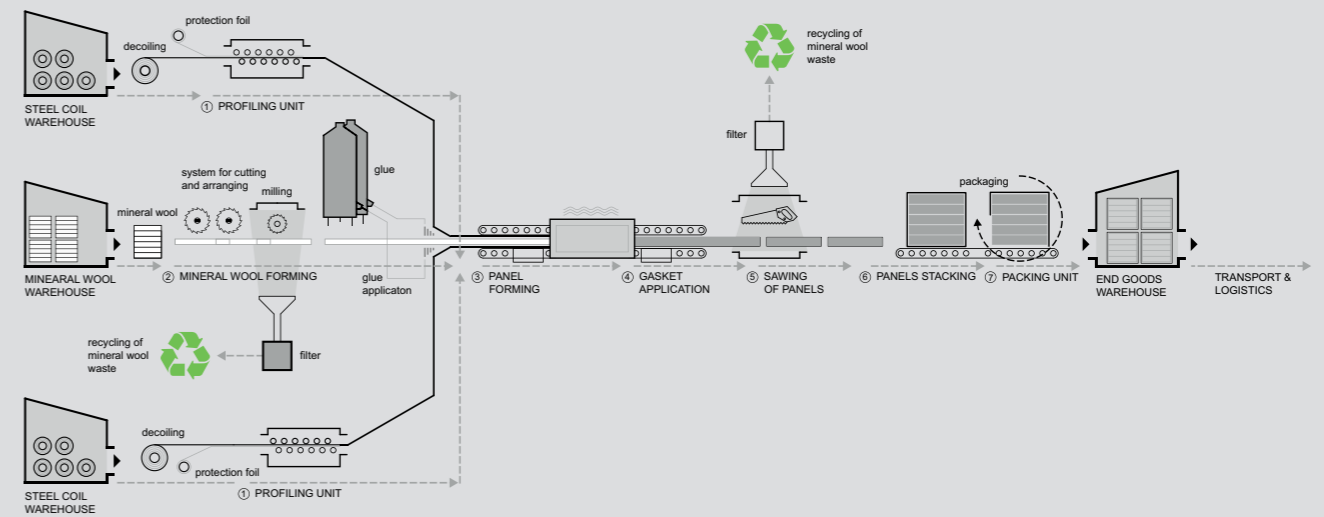 protection foil
decoiling
STEEL COIL
WAREHOUSE
① PROFILING UNIT
recycling of
mineral wool
waste
filter
system for cutting
and arranging
milling
glue
mineral wool
packaging
MINEARAL WOOL
WAREHOUSE
② MINERAL WOOL FORMING
glue
applicaton
③ PANEL
FORMING
④ GASKET
APPLICATION
⑤ SAWING
OF PANELS
⑥ PANELS STACKING
⑦ PACKING UNIT
END GOODS
WAREHOUSE
TRANSPORT &
LOGISTICS
recycling of
mineral wool
waste
filter
decoiling
protection foil
① PROFILING UNIT
STEEL COIL
WAREHOUSE